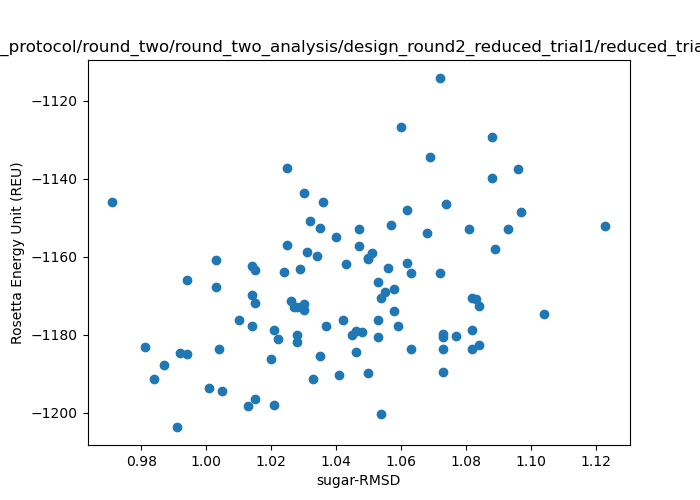 _protocol/round_two/round_two_analysis/design_round2_reduced_trial1/reduced_tria
Rosetta Energy Unit (REU)
−1120
−1140
−1160
−1180
−1200
0.98 1.00 1.02 1.04 1.06 1.08 1.10 1.12
sugar-RMSD